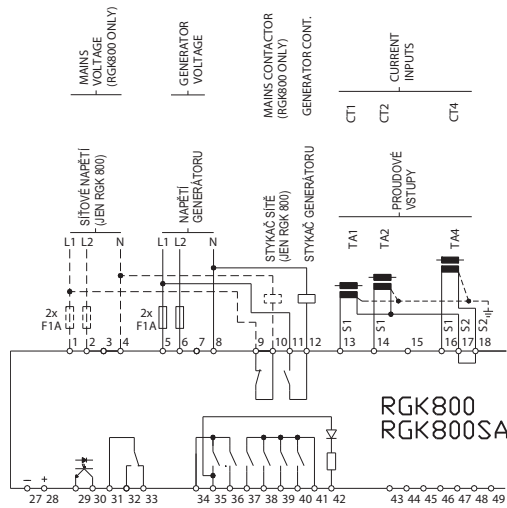 MAINS
VOLTAGE
(RGK800 ONLY)
GENERATOR
VOLTAGE
MAINS CONTACTOR
(RGK800 ONLY)
GENERATOR CONT.
CURRENT
INPUTS
CT1
CT2
CT4
SÍŤOVÉ NAPĚTÍ
(JEN RGK 800)
NAPĚTÍ
GENERÁTORU
STYKAČ SÍTĚ
(JEN RGK 800)
STYKAČ GENERÁTORU
PROUDOVÉ
VSTUPY
TA1
TA2
TA4
L1 L2 N L1 L2 N
2x
F1A
2x
F1A
S1 S1 S1 S2 S2
1 2 3 4 5 6 7 8 9 10 11 12 13 14 15 16 17 18
RGK800
RGK800SA
– +
27 28 29 30 31 32 33 34 35 36 37 38 39 40 41 42 43 44 45 46 47 48 49